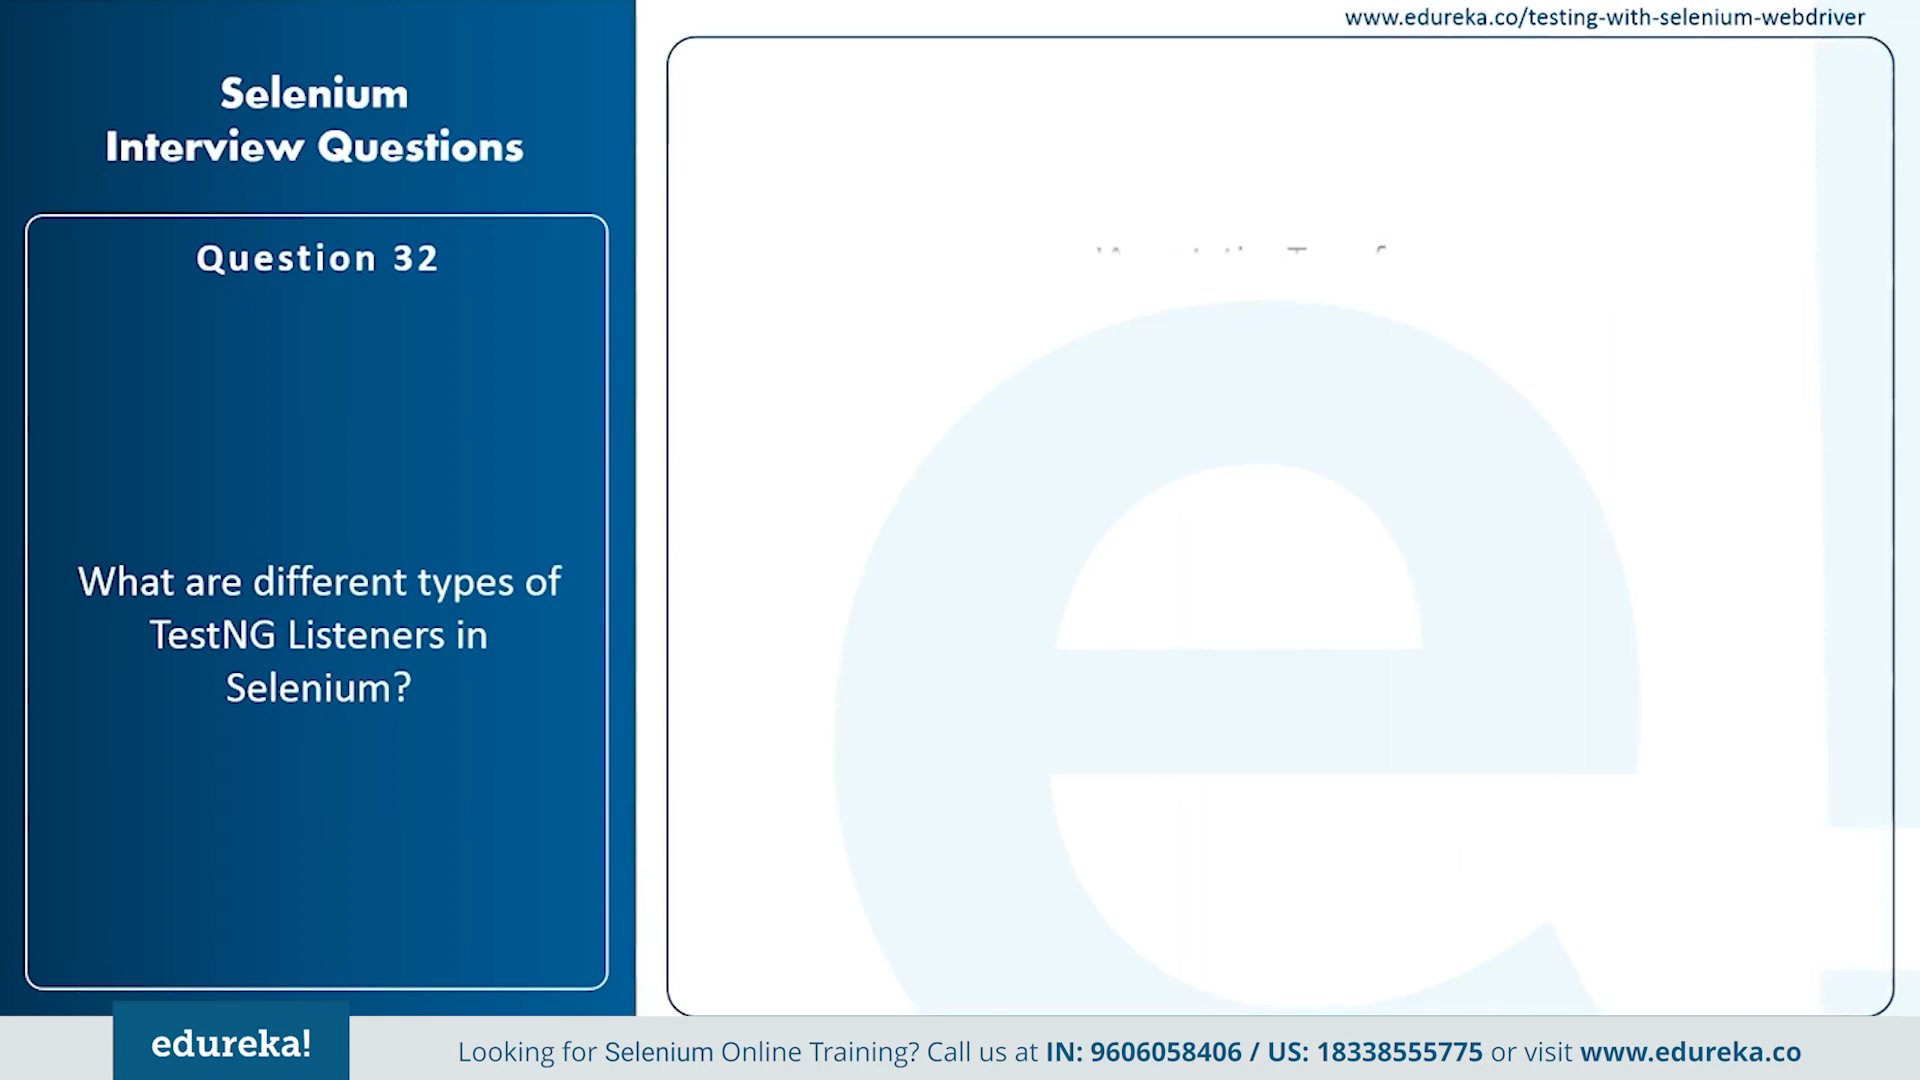 www.edureka.co/testing-with-selenium-webdriver
Selenium
Interview Questions
Question 32
What are different types of
TestNG Listeners in
Selenium?
edureka!
Looking for Selenium Online Training? Call us at IN: 9606058406 / US: 18338555775 or visit www.edureka.co